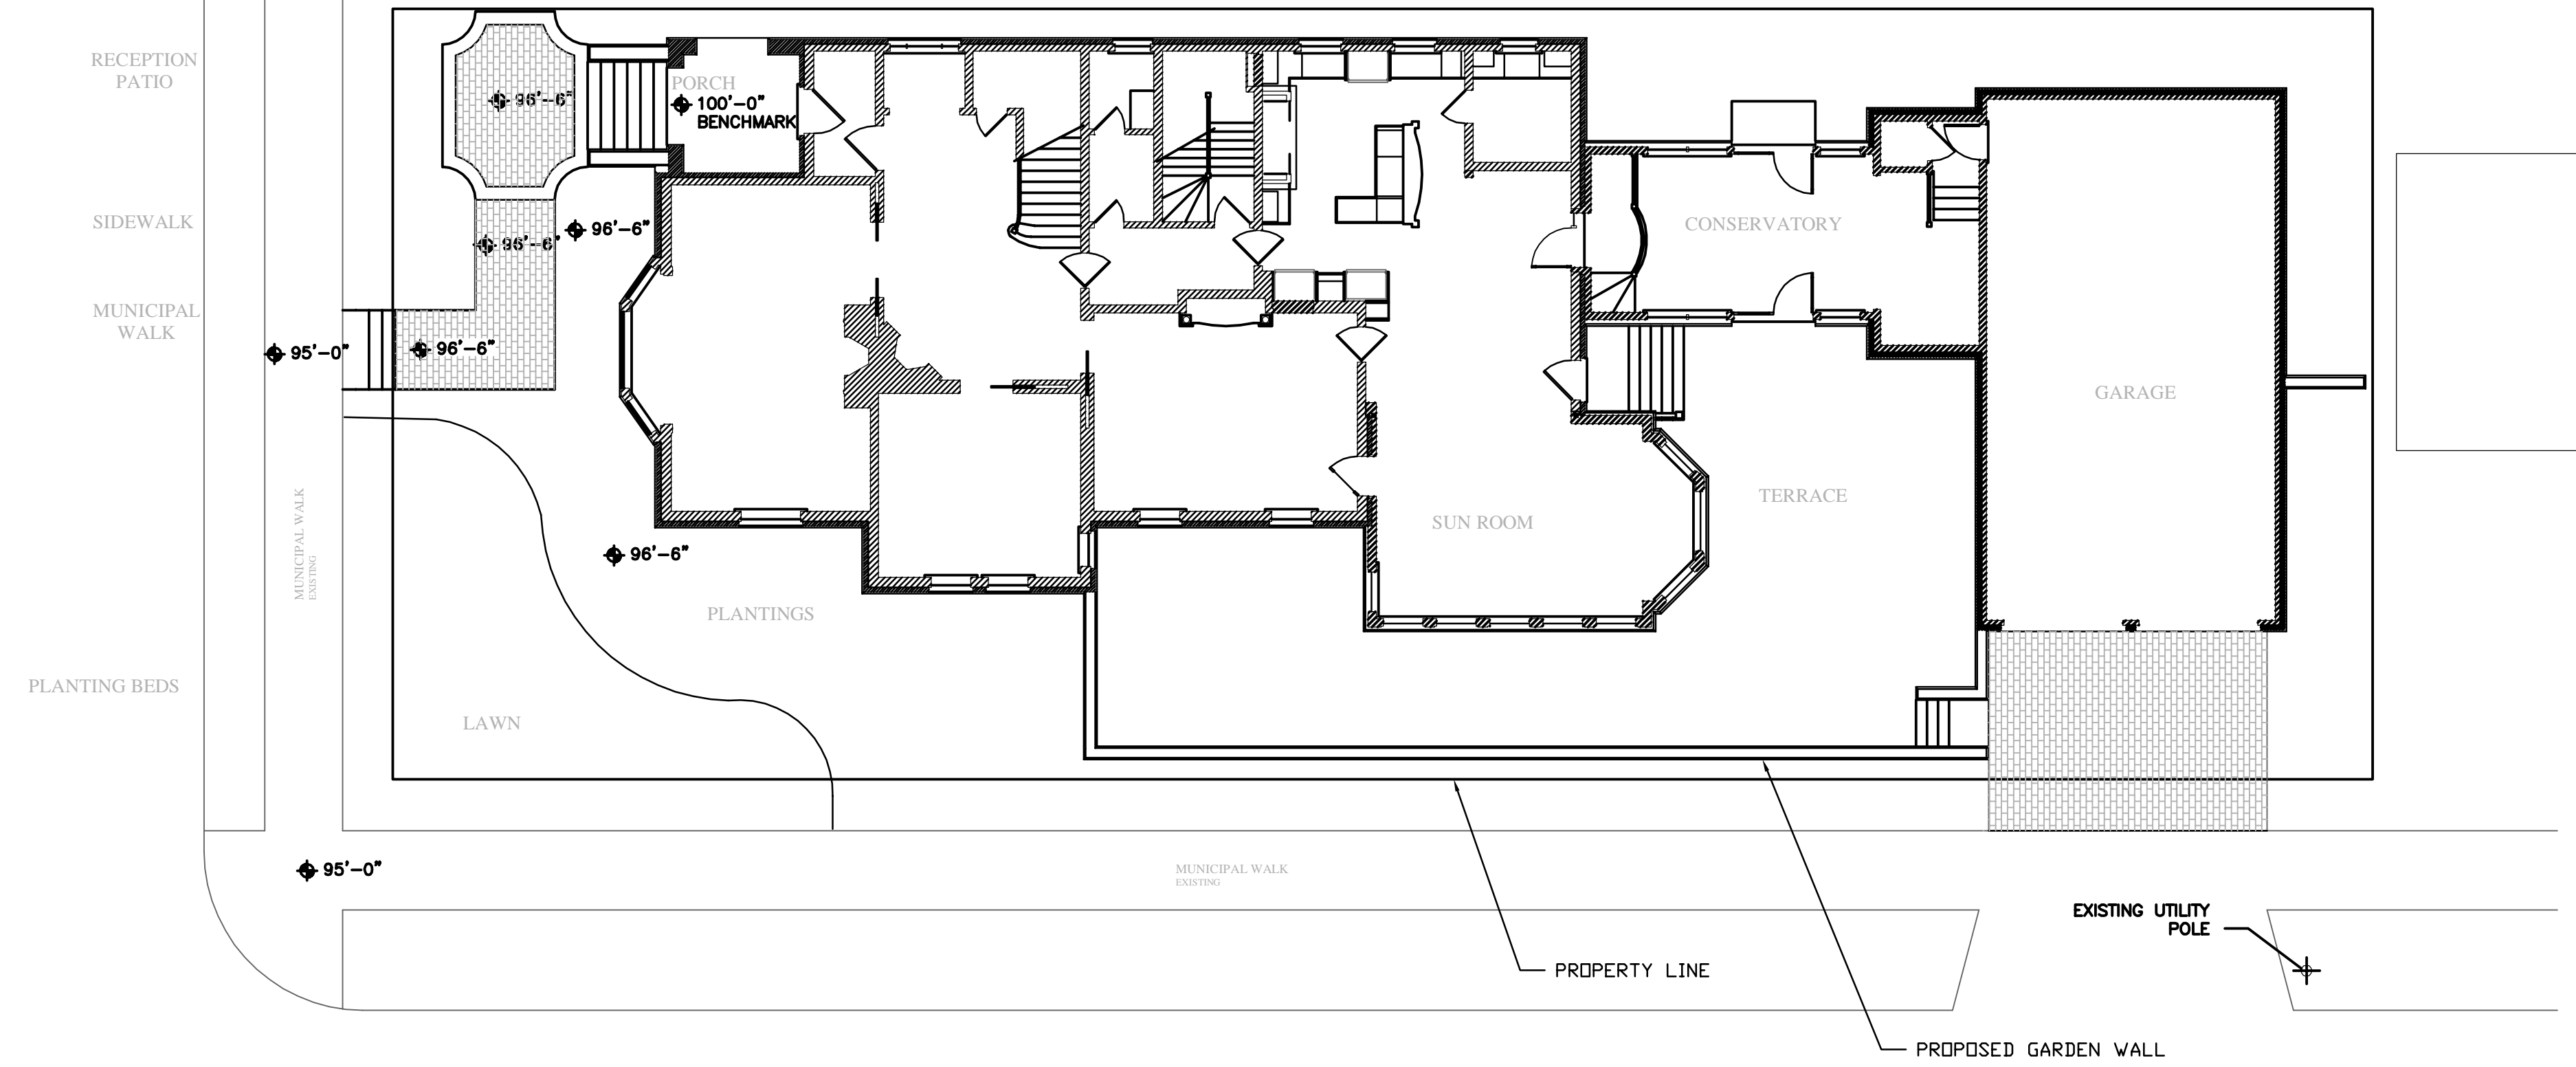 RECEPTION
PATIO
PORCH
96'-6"
100'-0"
BENCHMARK
SIDEWALK
96'-6"
96'-6"
CONSERVATORY
MUNICIPAL
WALK
95'-0"
96'-6"
GARAGE
TERRACE
SUN ROOM
MUNICIPAL WALK
EXISTING
96'-6"
PLANTINGS
PLANTING BEDS
LAWN
95'-0"
MUNICIPAL WALK
EXISTING
EXISTING UTILITY
POLE
PROPERTY LINE
PROPOSED GARDEN WALL